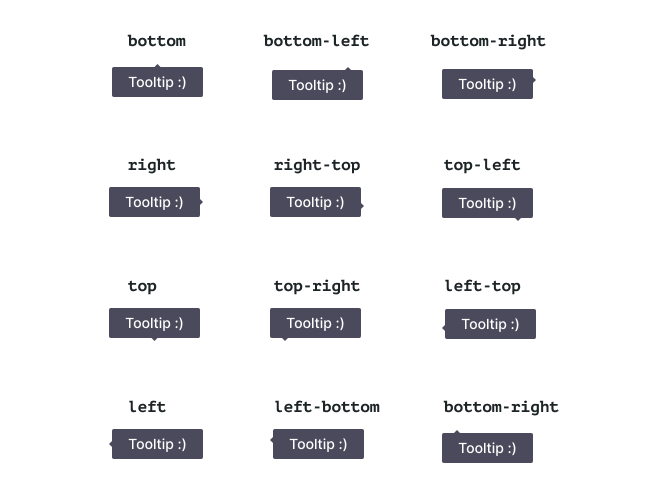 bottom
bottom-left
bottom-right
Tooltip :)
Tooltip :)
Tooltip :)
right
right-top
top-left
Tooltip :)
Tooltip :)
Tooltip :)
top
top-right
left-top
Tooltip :)
Tooltip :)
Tooltip :)
left
left-bottom
bottom-right
Tooltip :)
Tooltip :)
Tooltip :)